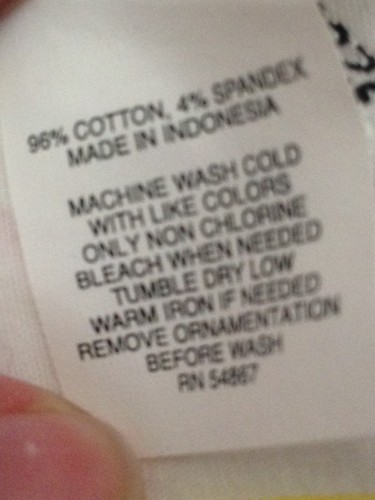 96% COTTON, 4% SPANDEX
MADE IN INDONESIA
MACHINE WASH COLD
WITH LIKE COLORS
ONLY NON CHLORINE
BLEACH WHEN NEEDED
TUMBLE DRY LOW
WARM IRON IF NEEDED
REMOVE ORNAMENTATION
BEFORE WASH
RN 54867